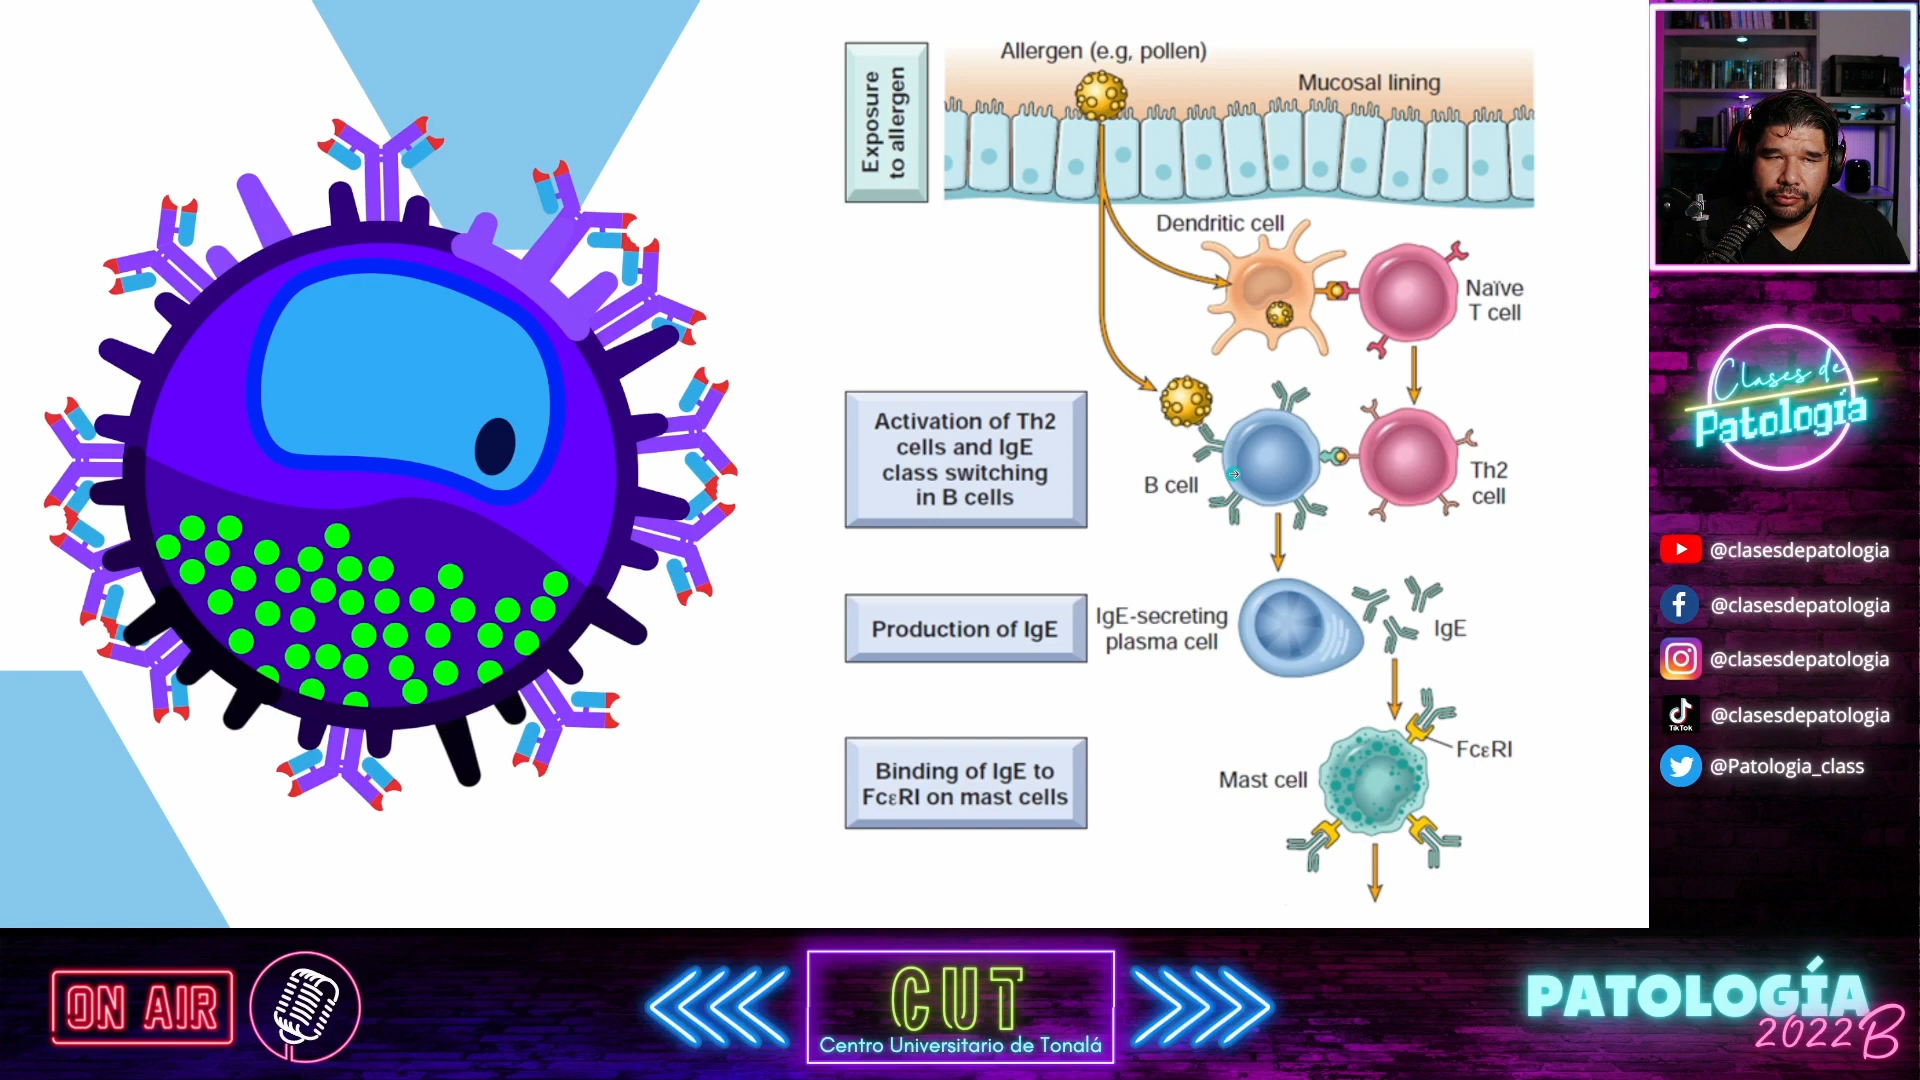 Exposure
to allergen
Allergen (e.g, pollen)
Mucosal lining
Dendritic cell
Naïve
T cell
Activation of Th2
cells and IgE
class switching
in B cells
B cell
Th2
cell
Production of IgE
IgE-secreting
plasma cell
IgE
Binding of IgE to
FcεRI on mast cells
Mast cell
FcεRI
Clases de
Patología
@clasesdepatologia
@clasesdepatologia
@clasesdepatologia
TikTok
@clasesdepatologia
@Patologia_class
ON AIR
CUT
Centro Universitario de Tonalá
PATOLOGÍA
2022B